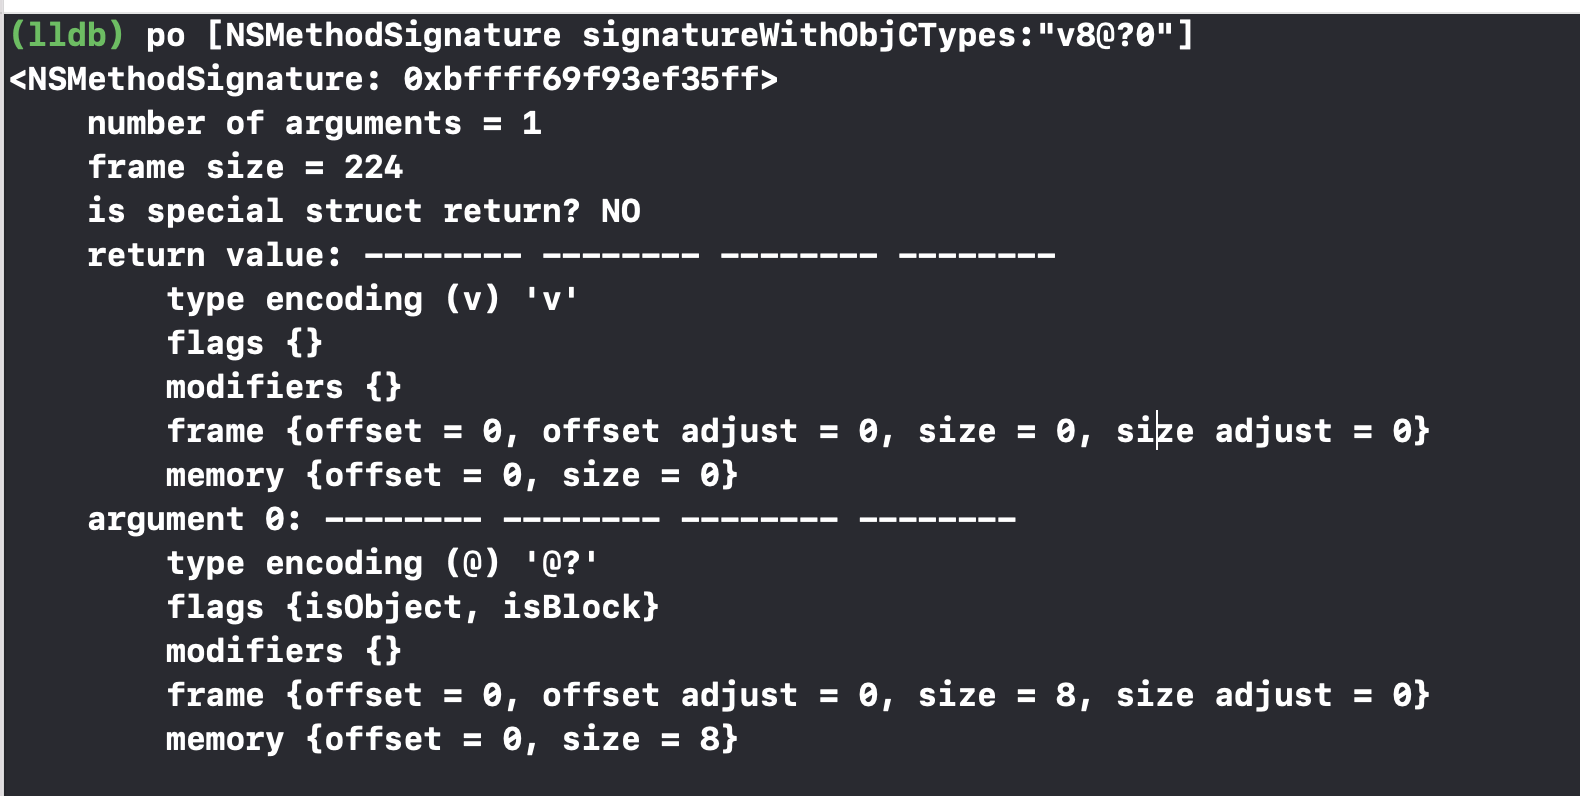 (lldb) po [NSMethodSignature signatureWithObjCTypes:"v8@?0"]
<NSMethodSignature: 0xbffff69f93ef35ff>
    number of arguments = 1
    frame size = 224
    is special struct return? NO
    return value: -------- -------- -------- --------
        type encoding (v) 'v'
        flags {}
        modifiers {}
        frame {offset = 0, offset adjust = 0, size = 0, size adjust = 0}
        memory {offset = 0, size = 0}
    argument 0: -------- -------- -------- --------
        type encoding (@) '@?'
        flags {isObject, isBlock}
        modifiers {}
        frame {offset = 0, offset adjust = 0, size = 8, size adjust = 0}
        memory {offset = 0, size = 8}